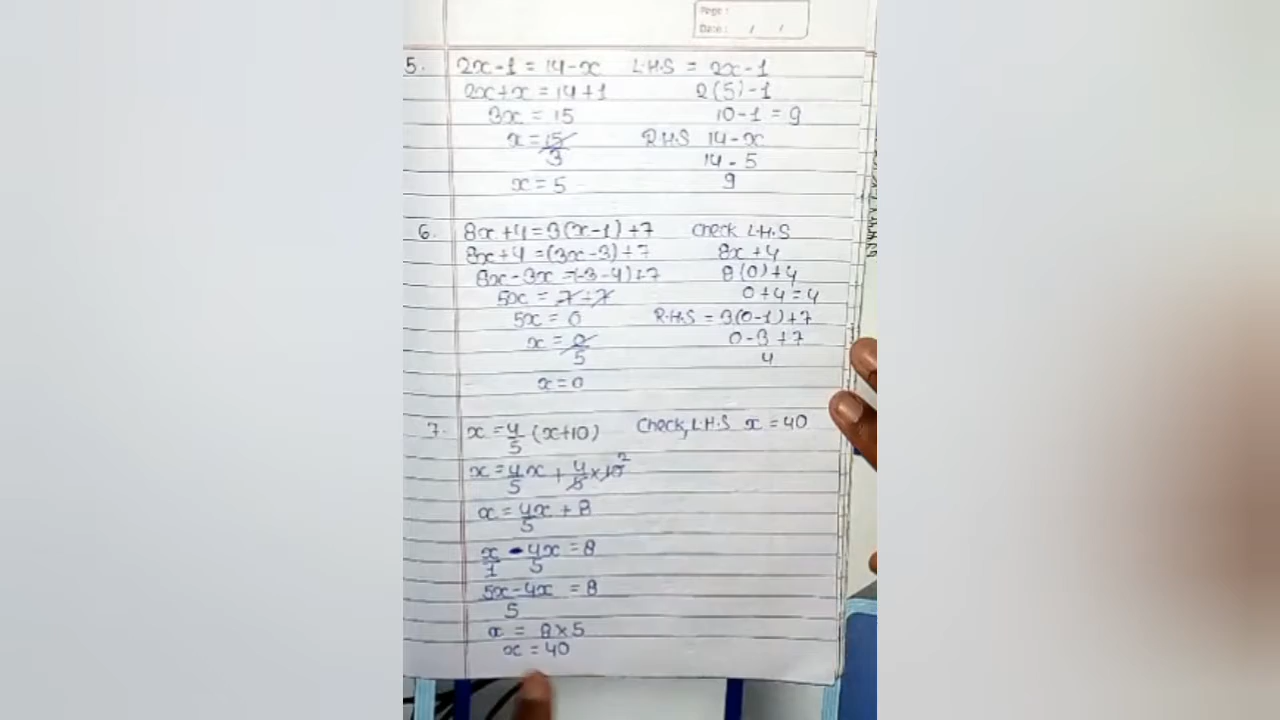 Page :
Date : / /
5. 2x-1 = 14-x L.H.S = 2x-1
2x+x = 14+1 2(5)-1
3x = 15 10-1 = 9
x = 15/3 R.H.S 14-x
14-5
x = 5 9
6. 8x+4=3(x-1)+7 Check L.H.S
8x+4=(3x-3)+7 8x+4
8x-3x=(-3-4)+7 8(0)+4
5x = -7+7 0+4=4
5x = 0 R.H.S = 3(0-1)+7
x = 0/5 0-3+7
4
x=0
7. x = 4/5 (x+10) Check, L.H.S x = 40
x = 4/5 x + 4/5 × 10 2
x = 4x/5 + 8
x/1 - 4x/5 = 8
5x-4x/5 = 8
x = 8×5
x = 40